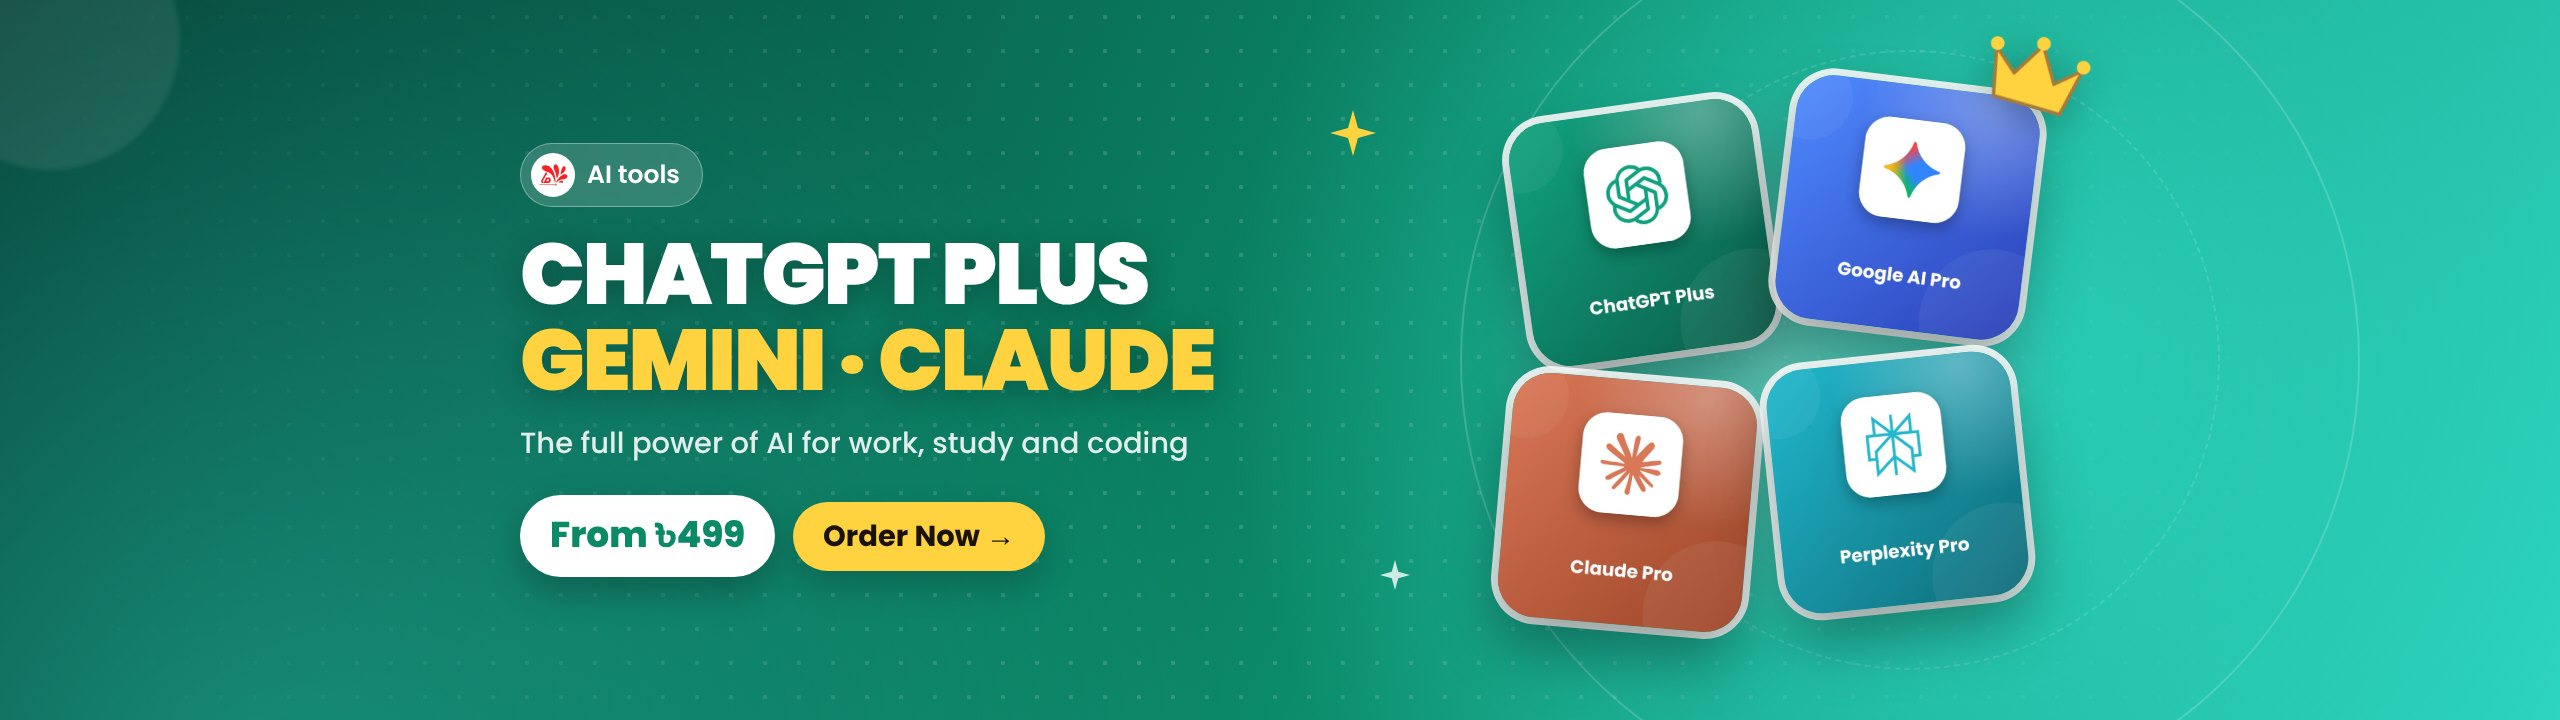 AI tools
CHATGPT PLUS
GEMINI • CLAUDE
The full power of AI for work, study and coding
From ৳499
Order Now →
ChatGPT Plus
Google AI Pro
Claude Pro
Perplexity Pro